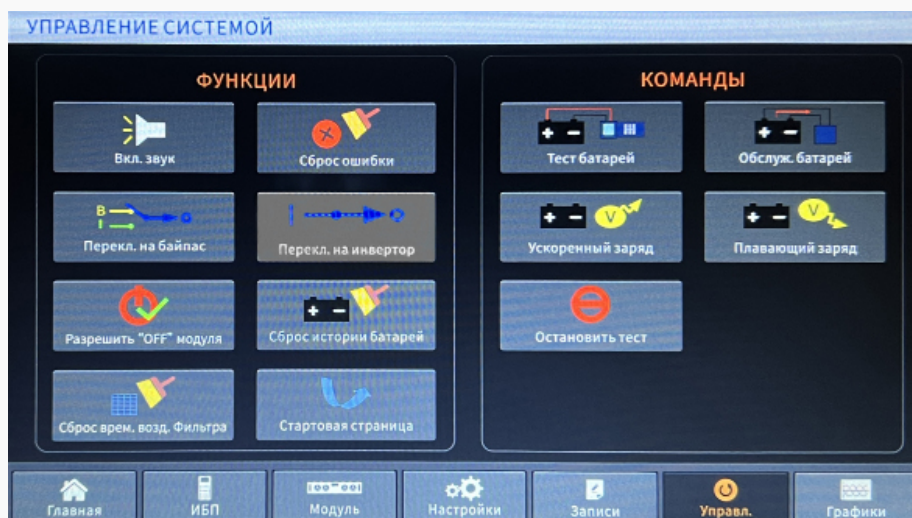 УПРАВЛЕНИЕ СИСТЕМОЙ
ФУНКЦИИ
Вкл. звук
Сброс ошибки
B
I
Перекл. на байпас
Перекл. на инвертор
Разрешить "OFF" модуля
Сброс истории батарей
Сброс врем. возд. Фильтра
Стартовая страница
КОМАНДЫ
Тест батарей
Обслуж. батарей
V
Ускоренный заряд
V
Плавающий заряд
Остановить тест
Главная
ИБП
Модуль
Настройки
Записи
Управл.
Графики